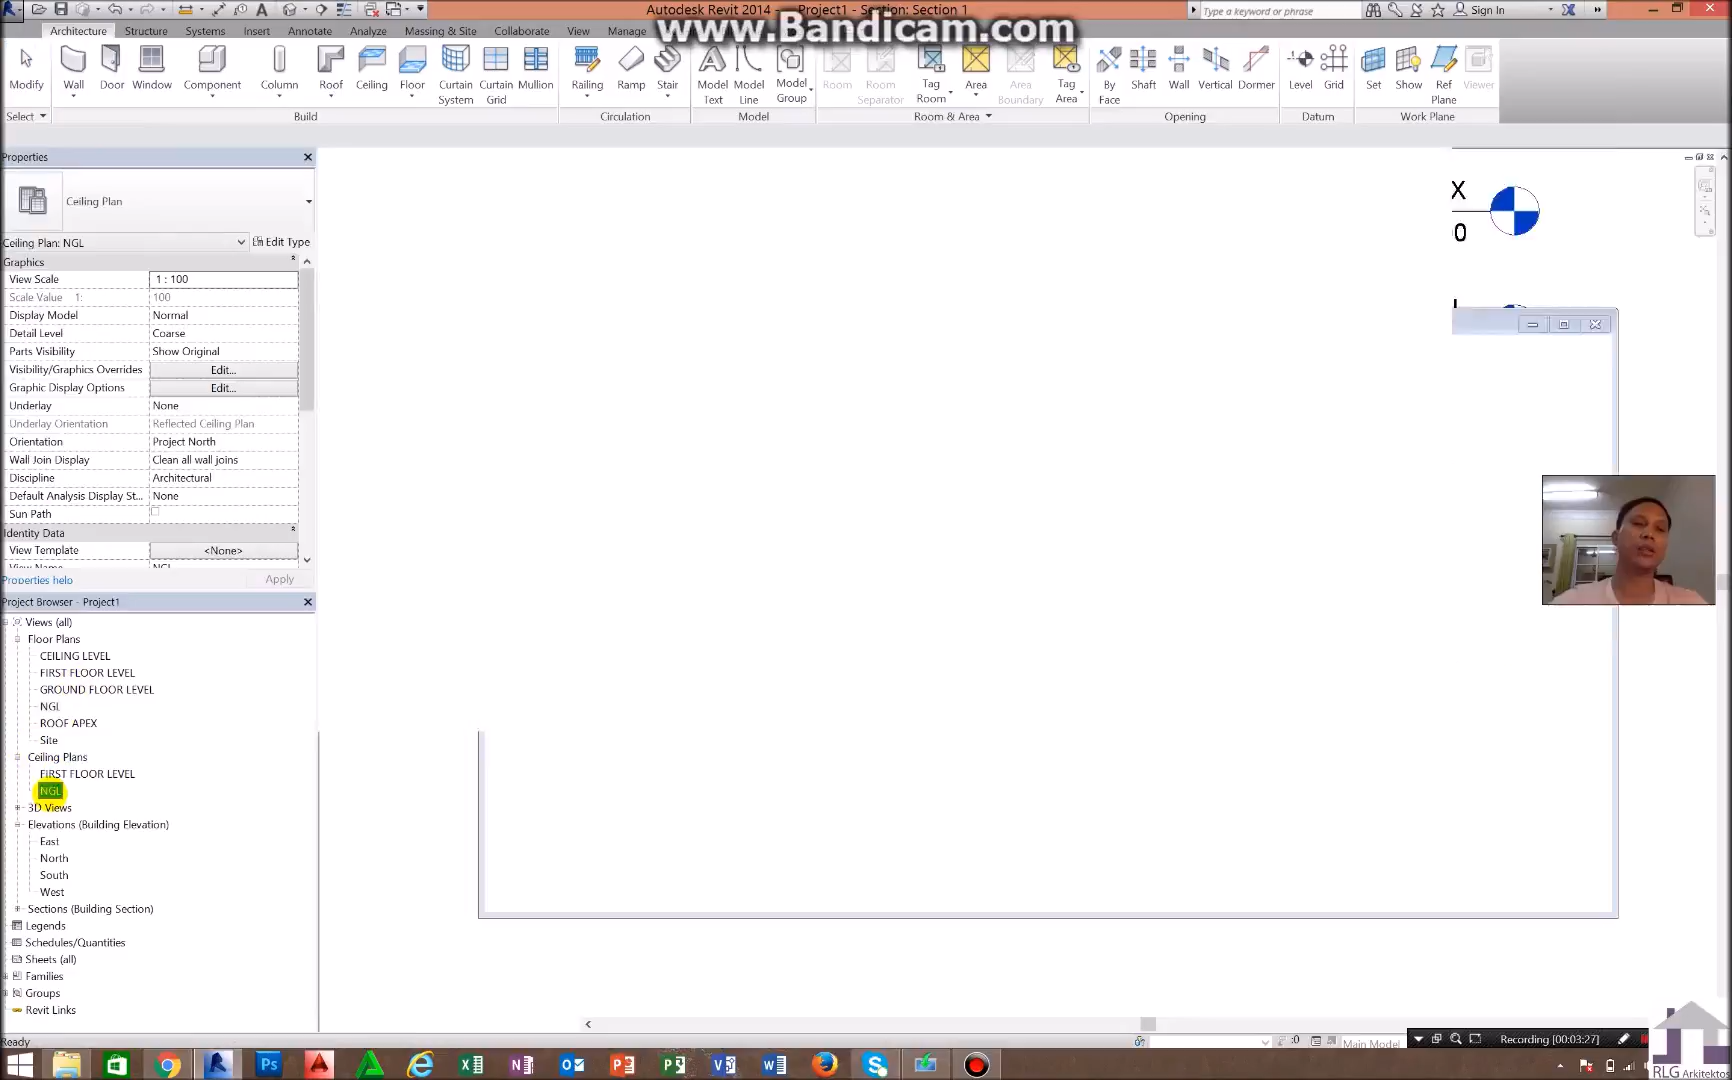 Autodesk Revit 2014 - Project1 - Section: Section 1
Type a keyword or phrase
Sign In
www.Bandicam.com
Architecture Structure Systems Insert Annotate Analyze Massing & Site Collaborate View Manage
Modify Wall Door Window Component Column Roof Ceiling Floor Curtain System Curtain Grid Mullion Railing Ramp Stair Model Text Model Line Model Group Room Room Separator Tag Room Area Area Boundary Tag Area By Face Shaft Wall Vertical Dormer Level Grid Set Show Ref Plane Viewer
Select Build Circulation Model Room & Area Opening Datum Work Plane
Properties
Ceiling Plan
Ceiling Plan: NGL Edit Type
Graphics
View Scale 1 : 100
Scale Value 1: 100
Display Model Normal
Detail Level Coarse
Parts Visibility Show Original
Visibility/Graphics Overrides Edit...
Graphic Display Options Edit...
Underlay None
Underlay Orientation Reflected Ceiling Plan
Orientation Project North
Wall Join Display Clean all wall joins
Discipline Architectural
Default Analysis Display St... None
Sun Path
Identity Data
View Template <None>
View Name NGL
Properties help Apply
Project Browser - Project1
Views (all)
Floor Plans
CEILING LEVEL
FIRST FLOOR LEVEL
GROUND FLOOR LEVEL
NGL
ROOF APEX
Site
Ceiling Plans
FIRST FLOOR LEVEL
NGL
3D Views
Elevations (Building Elevation)
East
North
South
West
Sections (Building Section)
Legends
Schedules/Quantities
Sheets (all)
Families
Groups
Revit Links
X
0
Ready
:0
Main Model
Recording [00:03:27]
RLG Arkitektos